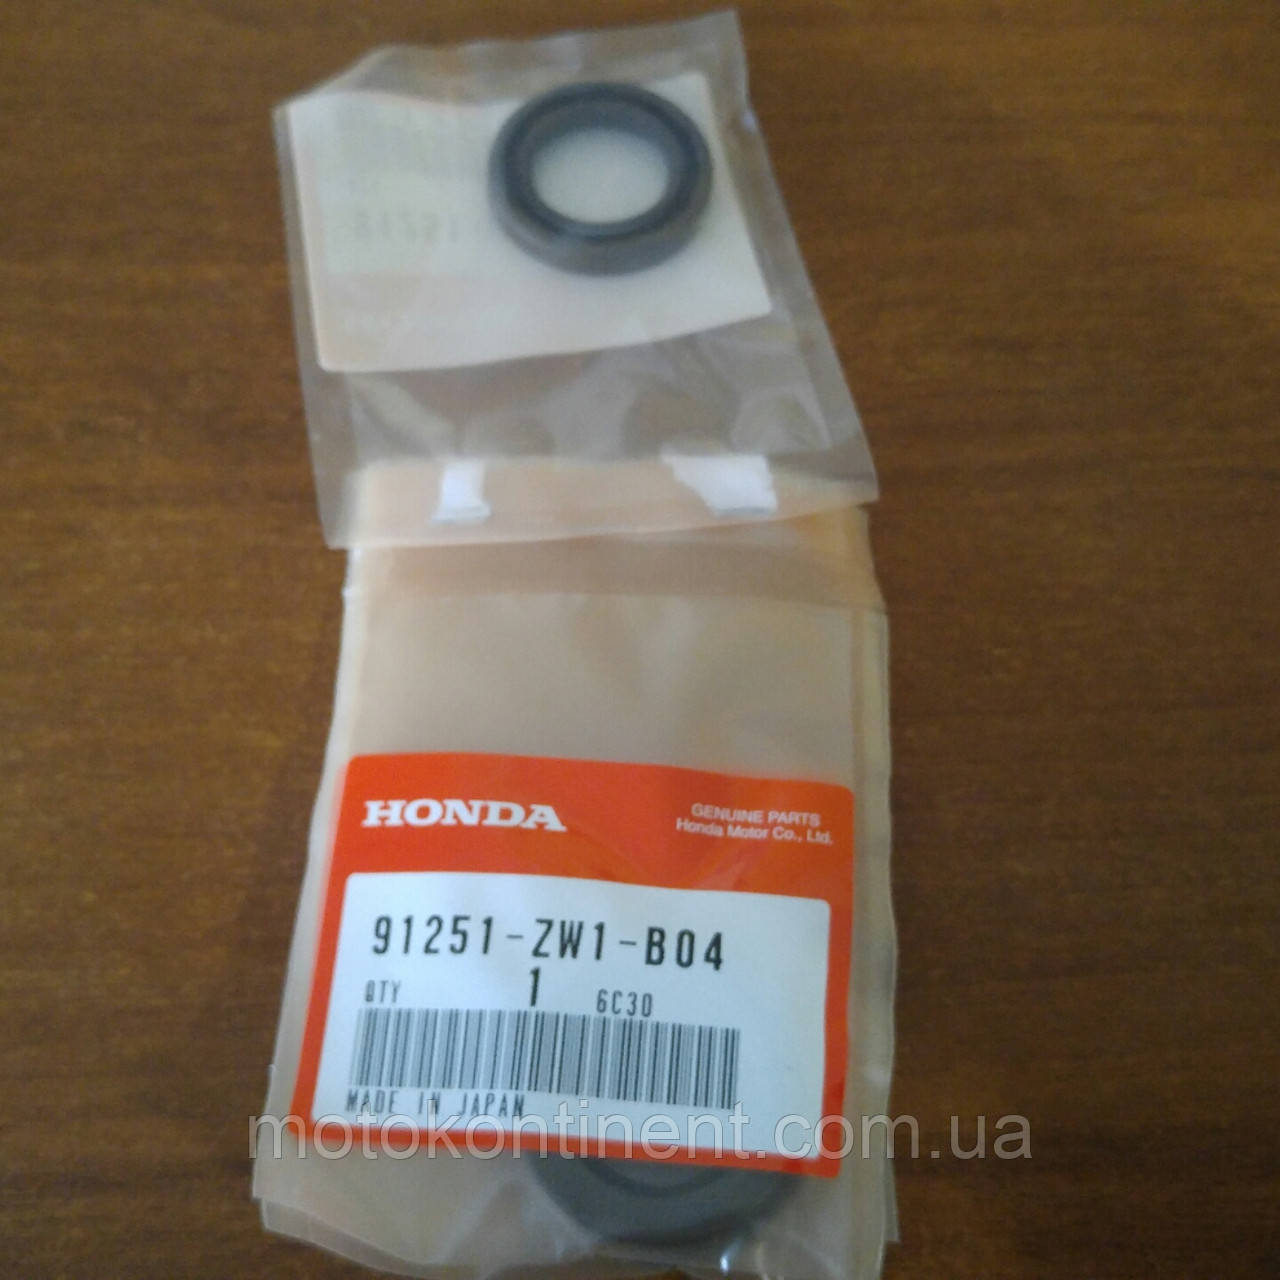 91251
HONDA
GENUINE PARTS
Honda Motor Co., Ltd.
91251-ZW1-B04
QTY 1 6C30
MADE IN JAPAN
motokontinent.com.ua